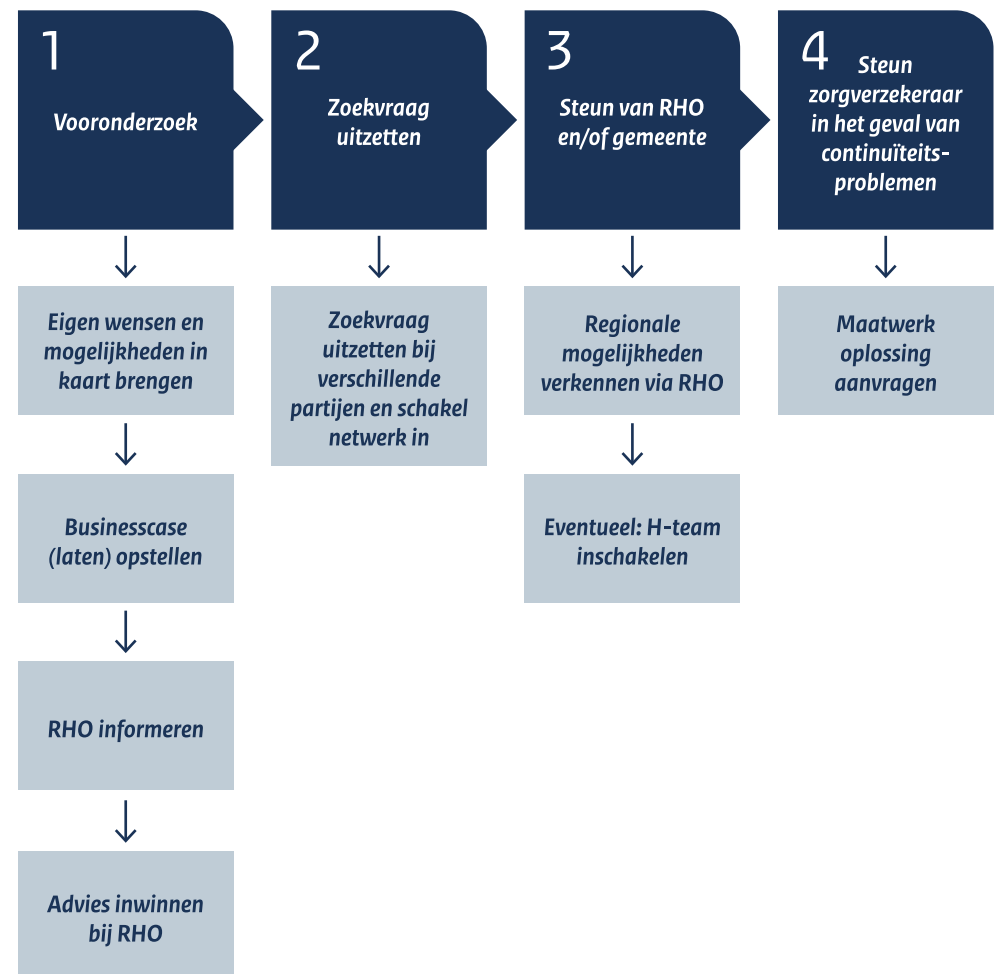 1
Vooronderzoek
Eigen wensen en
mogelijkheden in
kaart brengen
Businesscase
(laten) opstellen
RHO informeren
Advies inwinnen
bij RHO
2
Zoekvraag
uitzetten
Zoekvraag
uitzetten bij
verschillende
partijen en schakel
netwerk in
3
Steun van RHO
en/of gemeente
Regionale
mogelijkheden
verkennen via RHO
Eventueel: H-team
inschakelen
4
Steun
zorgverzekeraar
in het geval van
continuïteits-
problemen
Maatwerk
oplossing
aanvragen